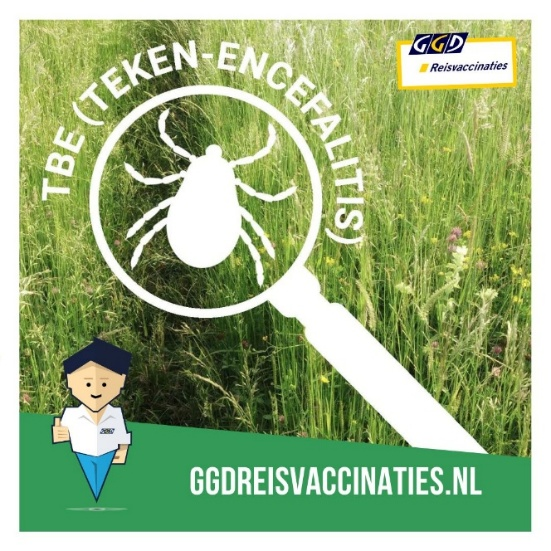 GGD
Reisvaccinaties
TBE (TEKEN-ENCEFALITIS)
GGDREISVACCINATIES.NL